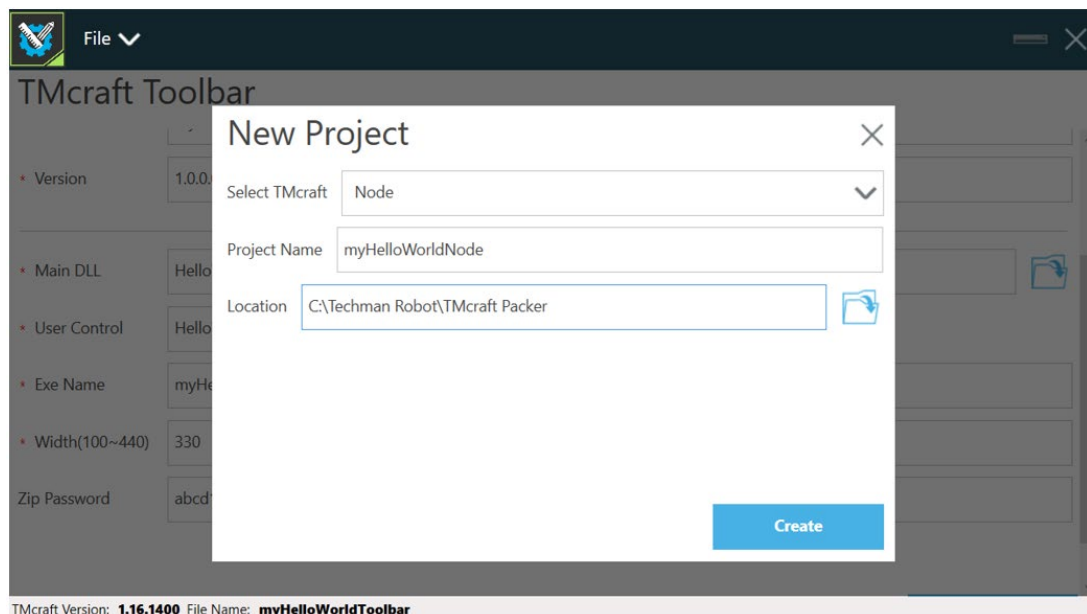 File
TMcraft Toolbar
New Project
* Version 1.0.0.
Select TMcraft Node
Project Name myHelloWorldNode
* Main DLL Hello
Location C:\Techman Robot\TMcraft Packer
* User Control Hello
* Exe Name myHe
* Width(100~440) 330
Zip Password abcd
Create
TMcraft Version: 1.16.1400 File Name: myHelloWorldToolbar